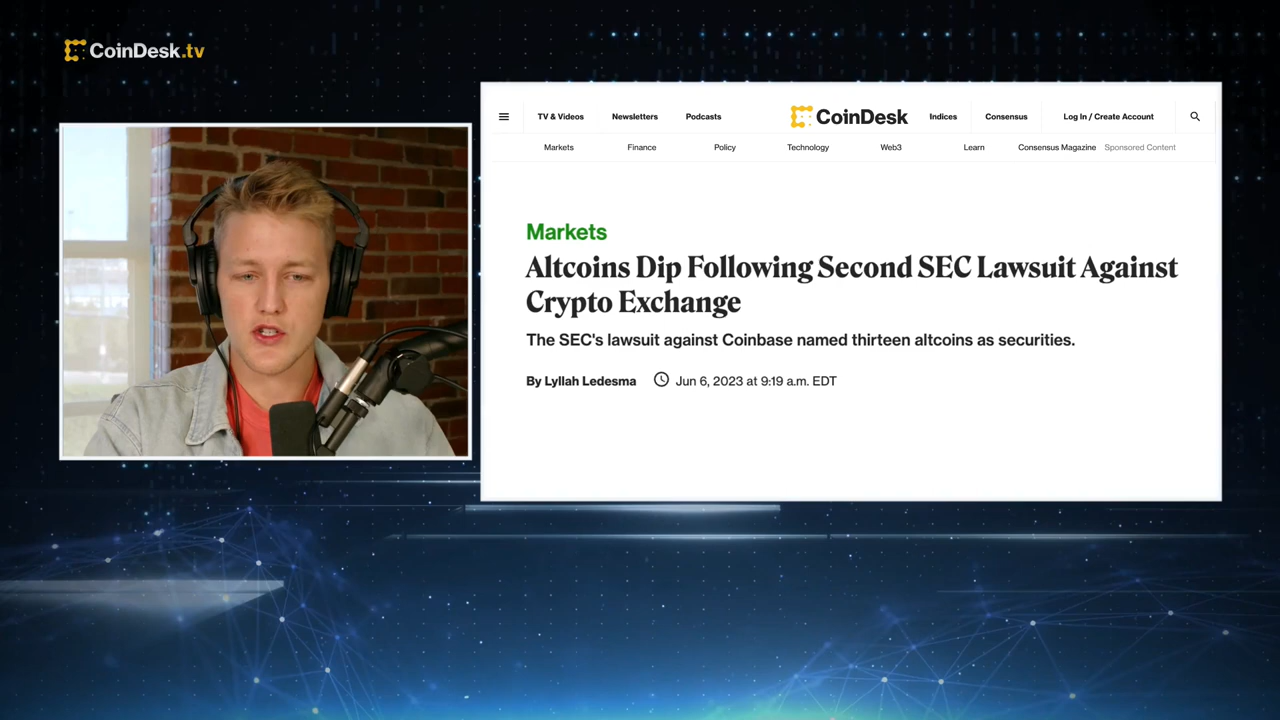 CoinDesk.tv
TV & Videos Newsletters Podcasts CoinDesk Indices Consensus Log In / Create Account
Markets Finance Policy Technology Web3 Learn Consensus Magazine Sponsored Content
Markets
Altcoins Dip Following Second SEC Lawsuit Against
Crypto Exchange
The SEC's lawsuit against Coinbase named thirteen altcoins as securities.
By Lyllah Ledesma Jun 6, 2023 at 9:19 a.m. EDT